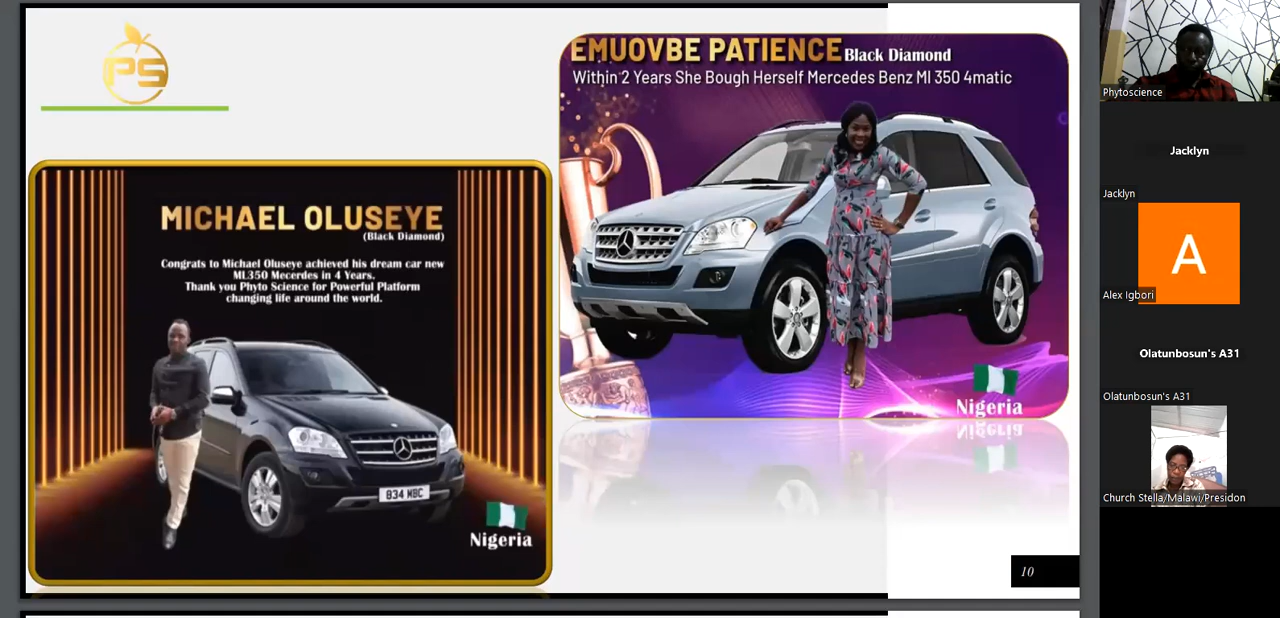 PS
EMUOVBE PATIENCE Black Diamond
Within 2 Years She Bough Herself Mercedes Benz Ml 350 4matic
Nigeria
MICHAEL OLUSEYE
(Black Diamond)
Congrats to Michael Oluseye achieved his dream car new
ML350 Mecerdes in 4 Years.
Thank you Phyto Science for Powerful Platform
changing life around the world.
834 MBC
Nigeria
10
Phytoscience
Jacklyn
Jacklyn
A
Alex Igbori
Olatunbosun's A31
Olatunbosun's A31
Church Stella/Malawi/Presidon